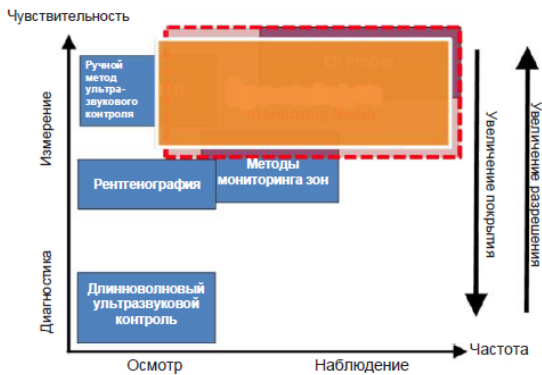 Чувствительность
Ручной
метод
ультра-
звукового
контроля
Измерение
Рентгенография
Методы
мониторинга зон
Диагностика
Длинноволновый
ультразвуковой
контроль
Осмотр
Наблюдение
Частота
Увеличение покрытия
Увеличение разрешения